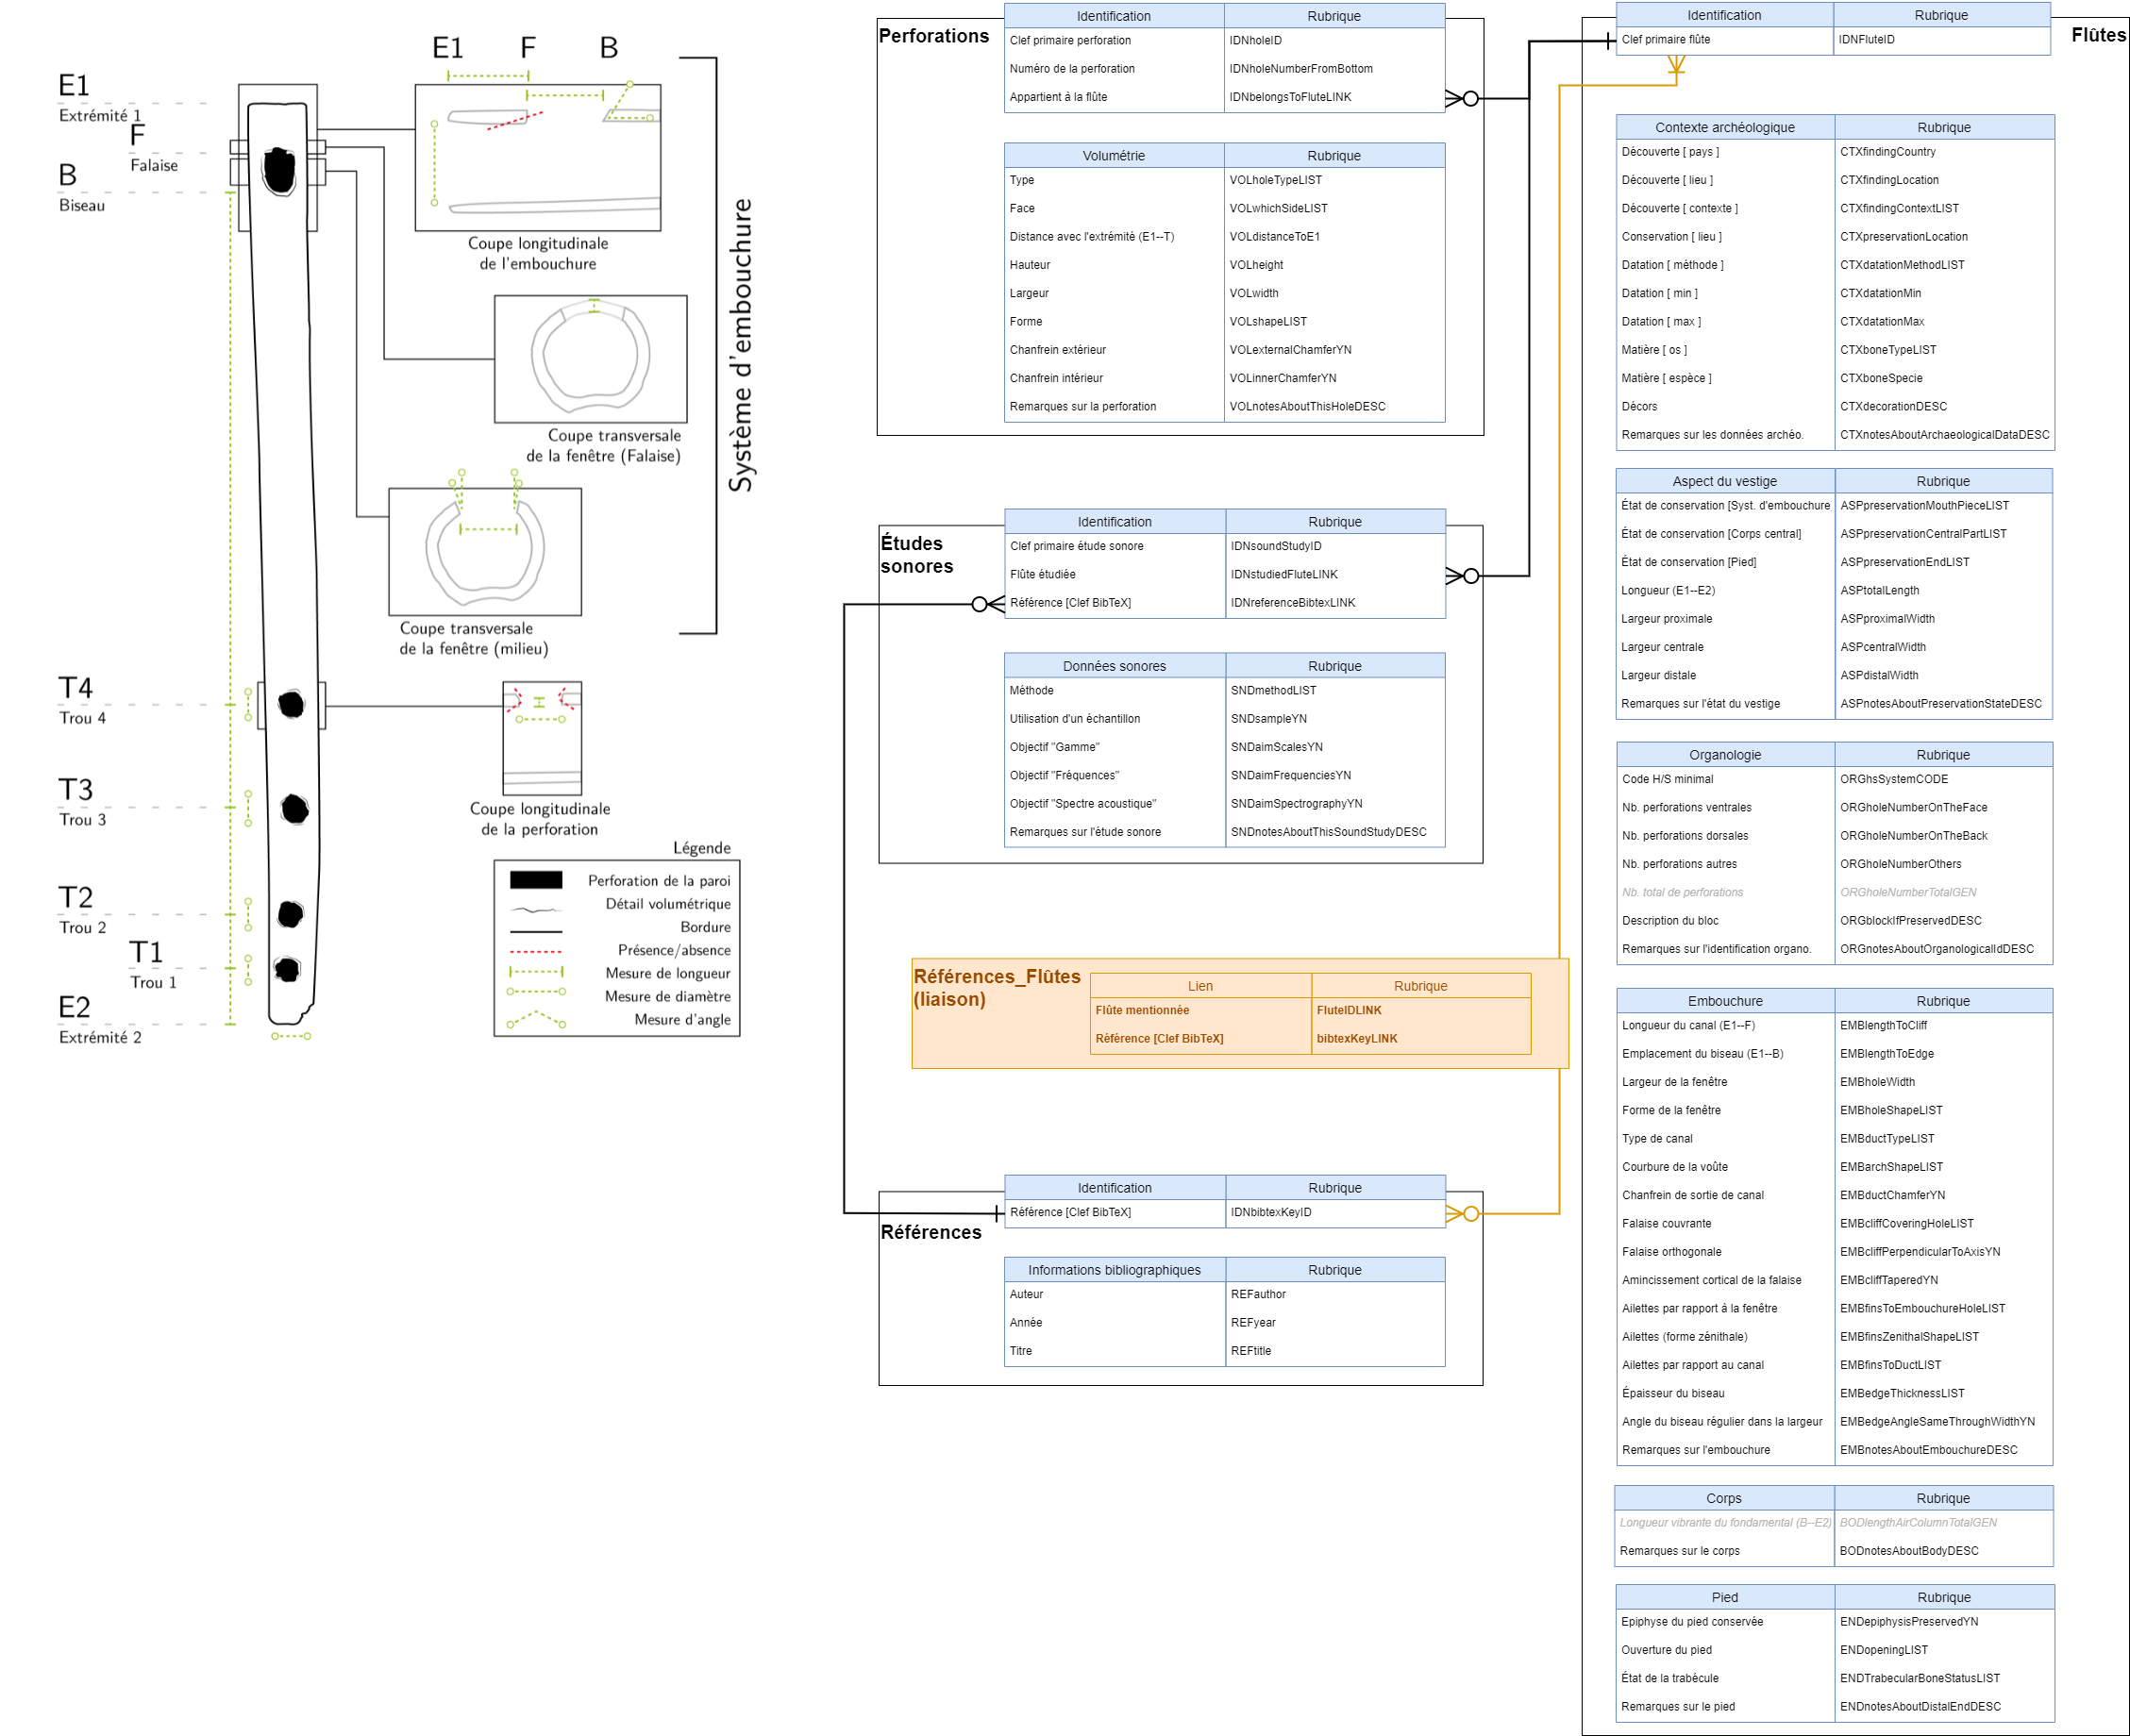 E1
Extrémité 1
F
Falaise
B
Biseau
T4
Trou 4
T3
Trou 3
T2
Trou 2
T1
Trou 1
E2
Extrémité 2
E1 F B
Coupe longitudinale
de l'embouchure
Coupe transversale
de la fenêtre (Falaise)
Coupe transversale
de la fenêtre (milieu)
Système d'embouchure
Coupe longitudinale
de la perforation
Légende
Perforation de la paroi
Détail volumétrique
Bordure
Présence/absence
Mesure de longueur
Mesure de diamètre
Mesure d'angle
Perforations
Identification Rubrique
Clef primaire perforation IDNholeID
Numéro de la perforation IDNholeNumberFromBottom
Appartient à la flûte IDNbelongsToFluteLINK
Volumétrie Rubrique
Type VOLholeTypeLIST
Face VOLwhichSideLIST
Distance avec l'extrémité (E1--T) VOLdistanceToE1
Hauteur VOLheight
Largeur VOLwidth
Forme VOLshapeLIST
Chanfrein extérieur VOLexternalChamferYN
Chanfrein intérieur VOLinnerChamferYN
Remarques sur la perforation VOLnotesAboutThisHoleDESC
Études
sonores
Identification Rubrique
Clef primaire étude sonore IDNsoundStudyID
Flûte étudiée IDNstudiedFluteLINK
Référence [Clef BibTeX] IDNreferenceBibtexLINK
Données sonores Rubrique
Méthode SNDmethodLIST
Utilisation d'un échantillon SNDsampleYN
Objectif "Gamme" SNDaimScalesYN
Objectif "Fréquences" SNDaimFrequenciesYN
Objectif "Spectre acoustique" SNDaimSpectrographyYN
Remarques sur l'étude sonore SNDnotesAboutThisSoundStudyDESC
Références_Flûtes
(liaison)
Lien Rubrique
Flûte mentionnée FluteIDLINK
Référence [Clef BibTeX] bibtexKeyLINK
Références
Identification Rubrique
Référence [Clef BibTeX] IDNbibtexKeyID
Informations bibliographiques Rubrique
Auteur REFauthor
Année REFyear
Titre REFtitle
Flûtes
Identification Rubrique
Clef primaire flûte IDNFluteID
Contexte archéologique Rubrique
Découverte [ pays ] CTXfindingCountry
Découverte [ lieu ] CTXfindingLocation
Découverte [ contexte ] CTXfindingContextLIST
Conservation [ lieu ] CTXpreservationLocation
Datation [ méthode ] CTXdatationMethodLIST
Datation [ min ] CTXdatationMin
Datation [ max ] CTXdatationMax
Matière [ os ] CTXboneTypeLIST
Matière [ espèce ] CTXboneSpecie
Décors CTXdecorationDESC
Remarques sur les données archéo. CTXnotesAboutArchaeologicalDataDESC
Aspect du vestige Rubrique
État de conservation [Syst. d'embouchure] ASPpreservationMouthPieceLIST
État de conservation [Corps central] ASPpreservationCentralPartLIST
État de conservation [Pied] ASPpreservationEndLIST
Longueur (E1--E2) ASPtotalLength
Largeur proximale ASPproximalWidth
Largeur centrale ASPcentralWidth
Largeur distale ASPdistalWidth
Remarques sur l'état du vestige ASPnotesAboutPreservationStateDESC
Organologie Rubrique
Code H/S minimal ORGhsSystemCODE
Nb. perforations ventrales ORGholeNumberOnTheFace
Nb. perforations dorsales ORGholeNumberOnTheBack
Nb. perforations autres ORGholeNumberOthers
Nb. total de perforations ORGholeNumberTotalGEN
Description du bloc ORGblockIfPreservedDESC
Remarques sur l'identification organo. ORGnotesAboutOrganologicalIdDESC
Embouchure Rubrique
Longueur du canal (E1--F) EMBlengthToCliff
Emplacement du biseau (E1--B) EMBlengthToEdge
Largeur de la fenêtre EMBholeWidth
Forme de la fenêtre EMBholeShapeLIST
Type de canal EMBductTypeLIST
Courbure de la voûte EMBarchShapeLIST
Chanfrein de sortie de canal EMBductChamferYN
Falaise couvrante EMBcliffCoveringHoleLIST
Falaise orthogonale EMBcliffPerpendicularToAxisYN
Amincissement cortical de la falaise EMBcliffTaperedYN
Ailettes par rapport à la fenêtre EMBfinsToEmbouchureHoleLIST
Ailettes (forme zénithale) EMBfinsZenithalShapeLIST
Ailettes par rapport au canal EMBfinsToDuctLIST
Épaisseur du biseau EMBedgeThicknessLIST
Angle du biseau régulier dans la largeur EMBedgeAngleSameThroughWidthYN
Remarques sur l'embouchure EMBnotesAboutEmbouchureDESC
Corps Rubrique
Longueur vibrante du fondamental (B--E2) BODlengthAirColumnTotalGEN
Remarques sur le corps BODnotesAboutBodyDESC
Pied Rubrique
Epiphyse du pied conservée ENDepiphysisPreservedYN
Ouverture du pied ENDopeningLIST
État de la trabécule ENDTrabecularBoneStatusLIST
Remarques sur le pied ENDnotesAboutDistalEndDESC